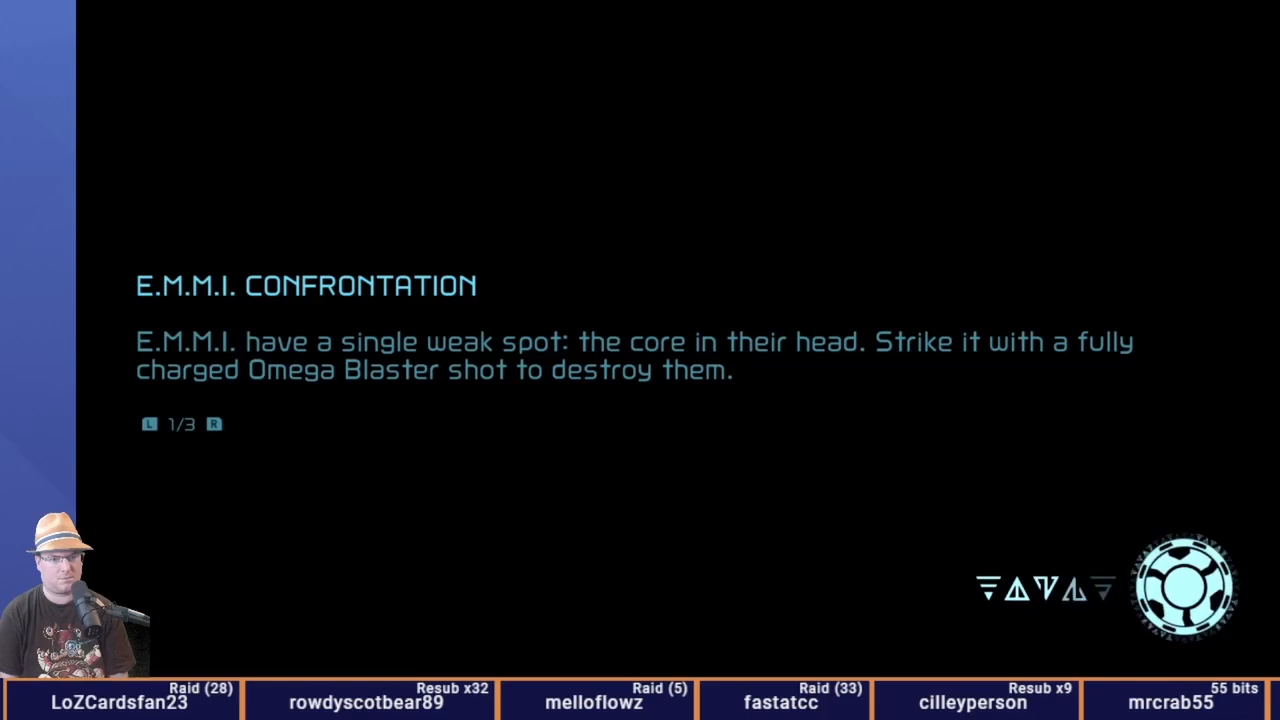 E.M.M.I. CONFRONTATION
E.M.M.I. have a single weak spot: the core in their head. Strike it with a fully
charged Omega Blaster shot to destroy them.
L 1/3 R
Raid (28)
LoZCardsfan23
Resub x32
rowdyscotbear89
Raid (5)
melloflowz
Raid (33)
fastatcc
Resub x9
cilleyperson
55 bits
mrcrab55